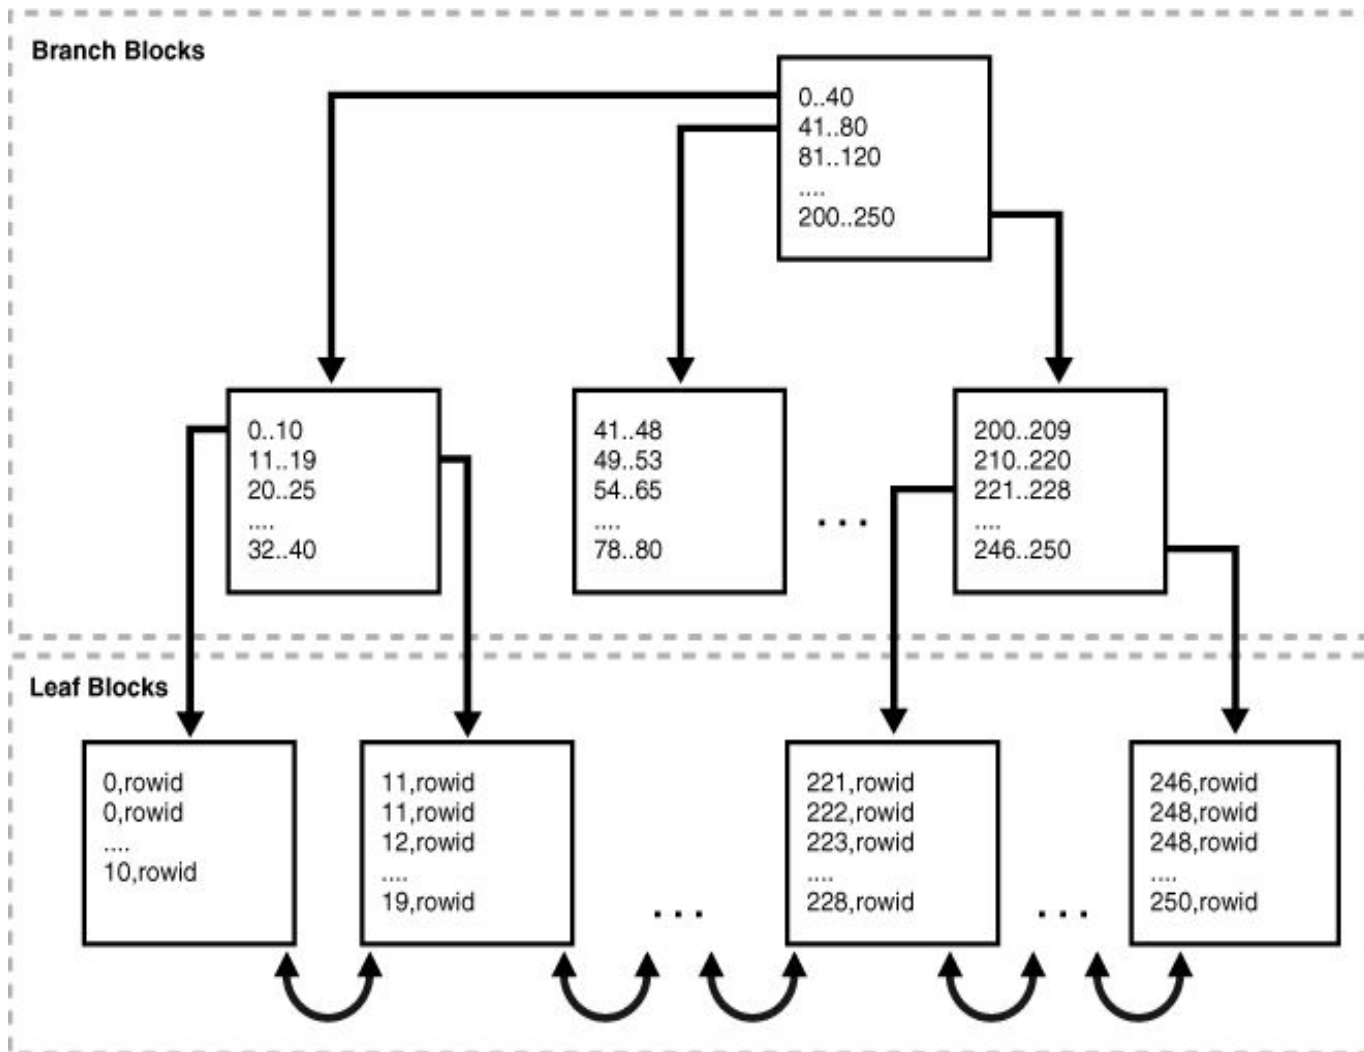 Branch Blocks
0..40
41..80
81..120
....
200..250
0..10
11..19
20..25
....
32..40
41..48
49..53
54..65
....
78..80
...
200..209
210..220
221..228
....
246..250
Leaf Blocks
0,rowid
0,rowid
....
10,rowid
11,rowid
11,rowid
12,rowid
....
19,rowid
...
221,rowid
222,rowid
223,rowid
....
228,rowid
...
246,rowid
248,rowid
248,rowid
....
250,rowid